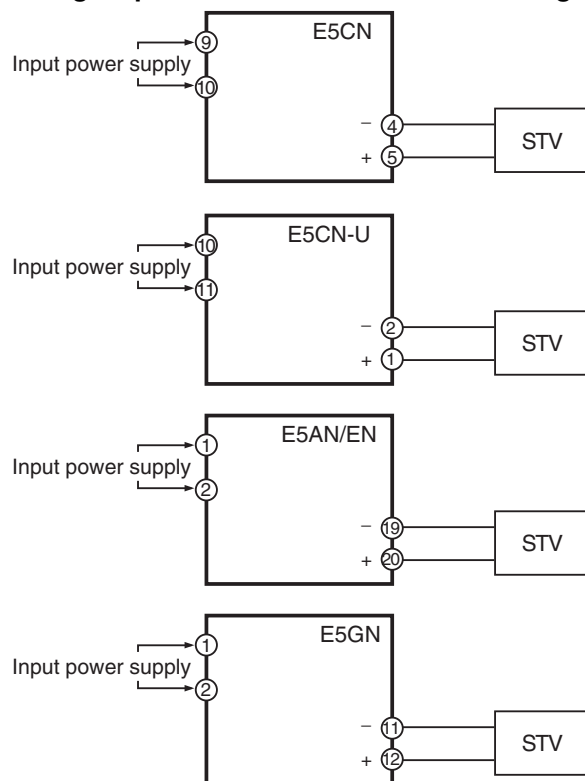 E5CN
9
Input power supply
10
− 4
STV
+ 5
E5CN-U
10
Input power supply
11
− 2
STV
+ 1
E5AN/EN
1
Input power supply
2
− 19
STV
+ 20
E5GN
1
Input power supply
2
− 11
STV
+ 12